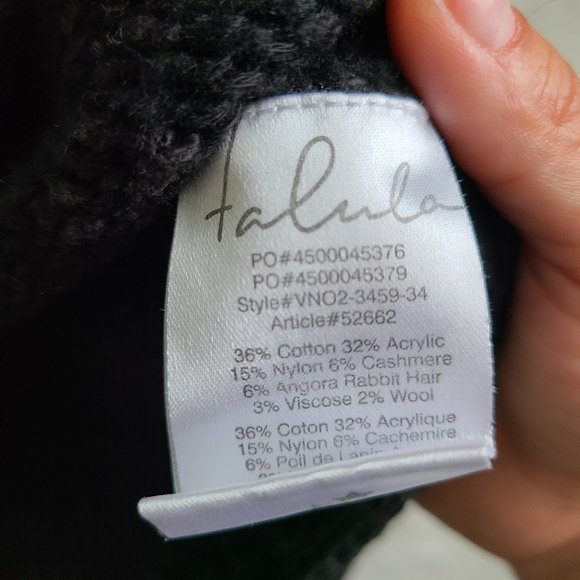 Talula
PO#4500045376
PO#4500045379
Style#VNO2-3459-34
Article#52662
36% Cotton 32% Acrylic
15% Nylon 6% Cashmere
6% Angora Rabbit Hair
3% Viscose 2% Wool
36% Coton 32% Acrylique
15% Nylon 6% Cachemire
6% Poil de Lapin